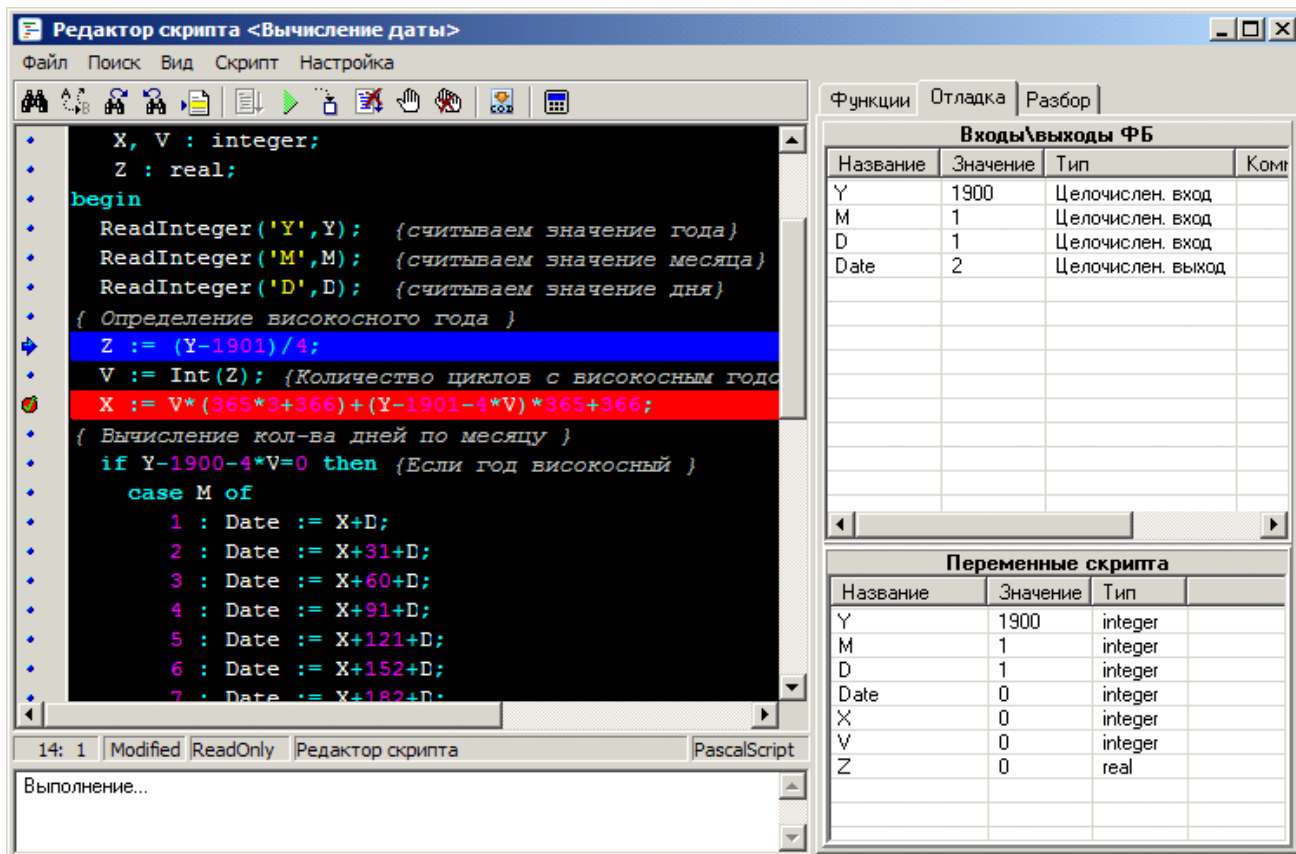 Редактор скрипта <Вычисление даты>
Файл Поиск Вид Скрипт Настройка
X, V : integer;
Z : real;
begin
ReadInteger('Y',Y); {считываем значение года}
ReadInteger('M',M); {считываем значение месяца}
ReadInteger('D',D); {считываем значение дня}
{ Определение високосного года }
Z := (Y-1901)/4;
V := Int(Z); {Количество циклов с високосным годо
X := V*(365*3+366)+(Y-1901-4*V)*365+366;
{ Вычисление кол-ва дней по месяцу }
if Y-1900-4*V=0 then {Если год високосный }
case M of
1 : Date := X+D;
2 : Date := X+31+D;
3 : Date := X+60+D;
4 : Date := X+91+D;
5 : Date := X+121+D;
6 : Date := X+152+D;
7 : Date := X+182+D;
14: 1 Modified ReadOnly Редактор скрипта PascalScript
Выполнение...
Функции Отладка Разбор
Входы\выходы ФБ
Название Значение Тип Комм
Y 1900 Целочислен. вход
M 1 Целочислен. вход
D 1 Целочислен. вход
Date 2 Целочислен. выход
Переменные скрипта
Название Значение Тип
Y 1900 integer
M 1 integer
D 1 integer
Date 0 integer
X 0 integer
V 0 integer
Z 0 real